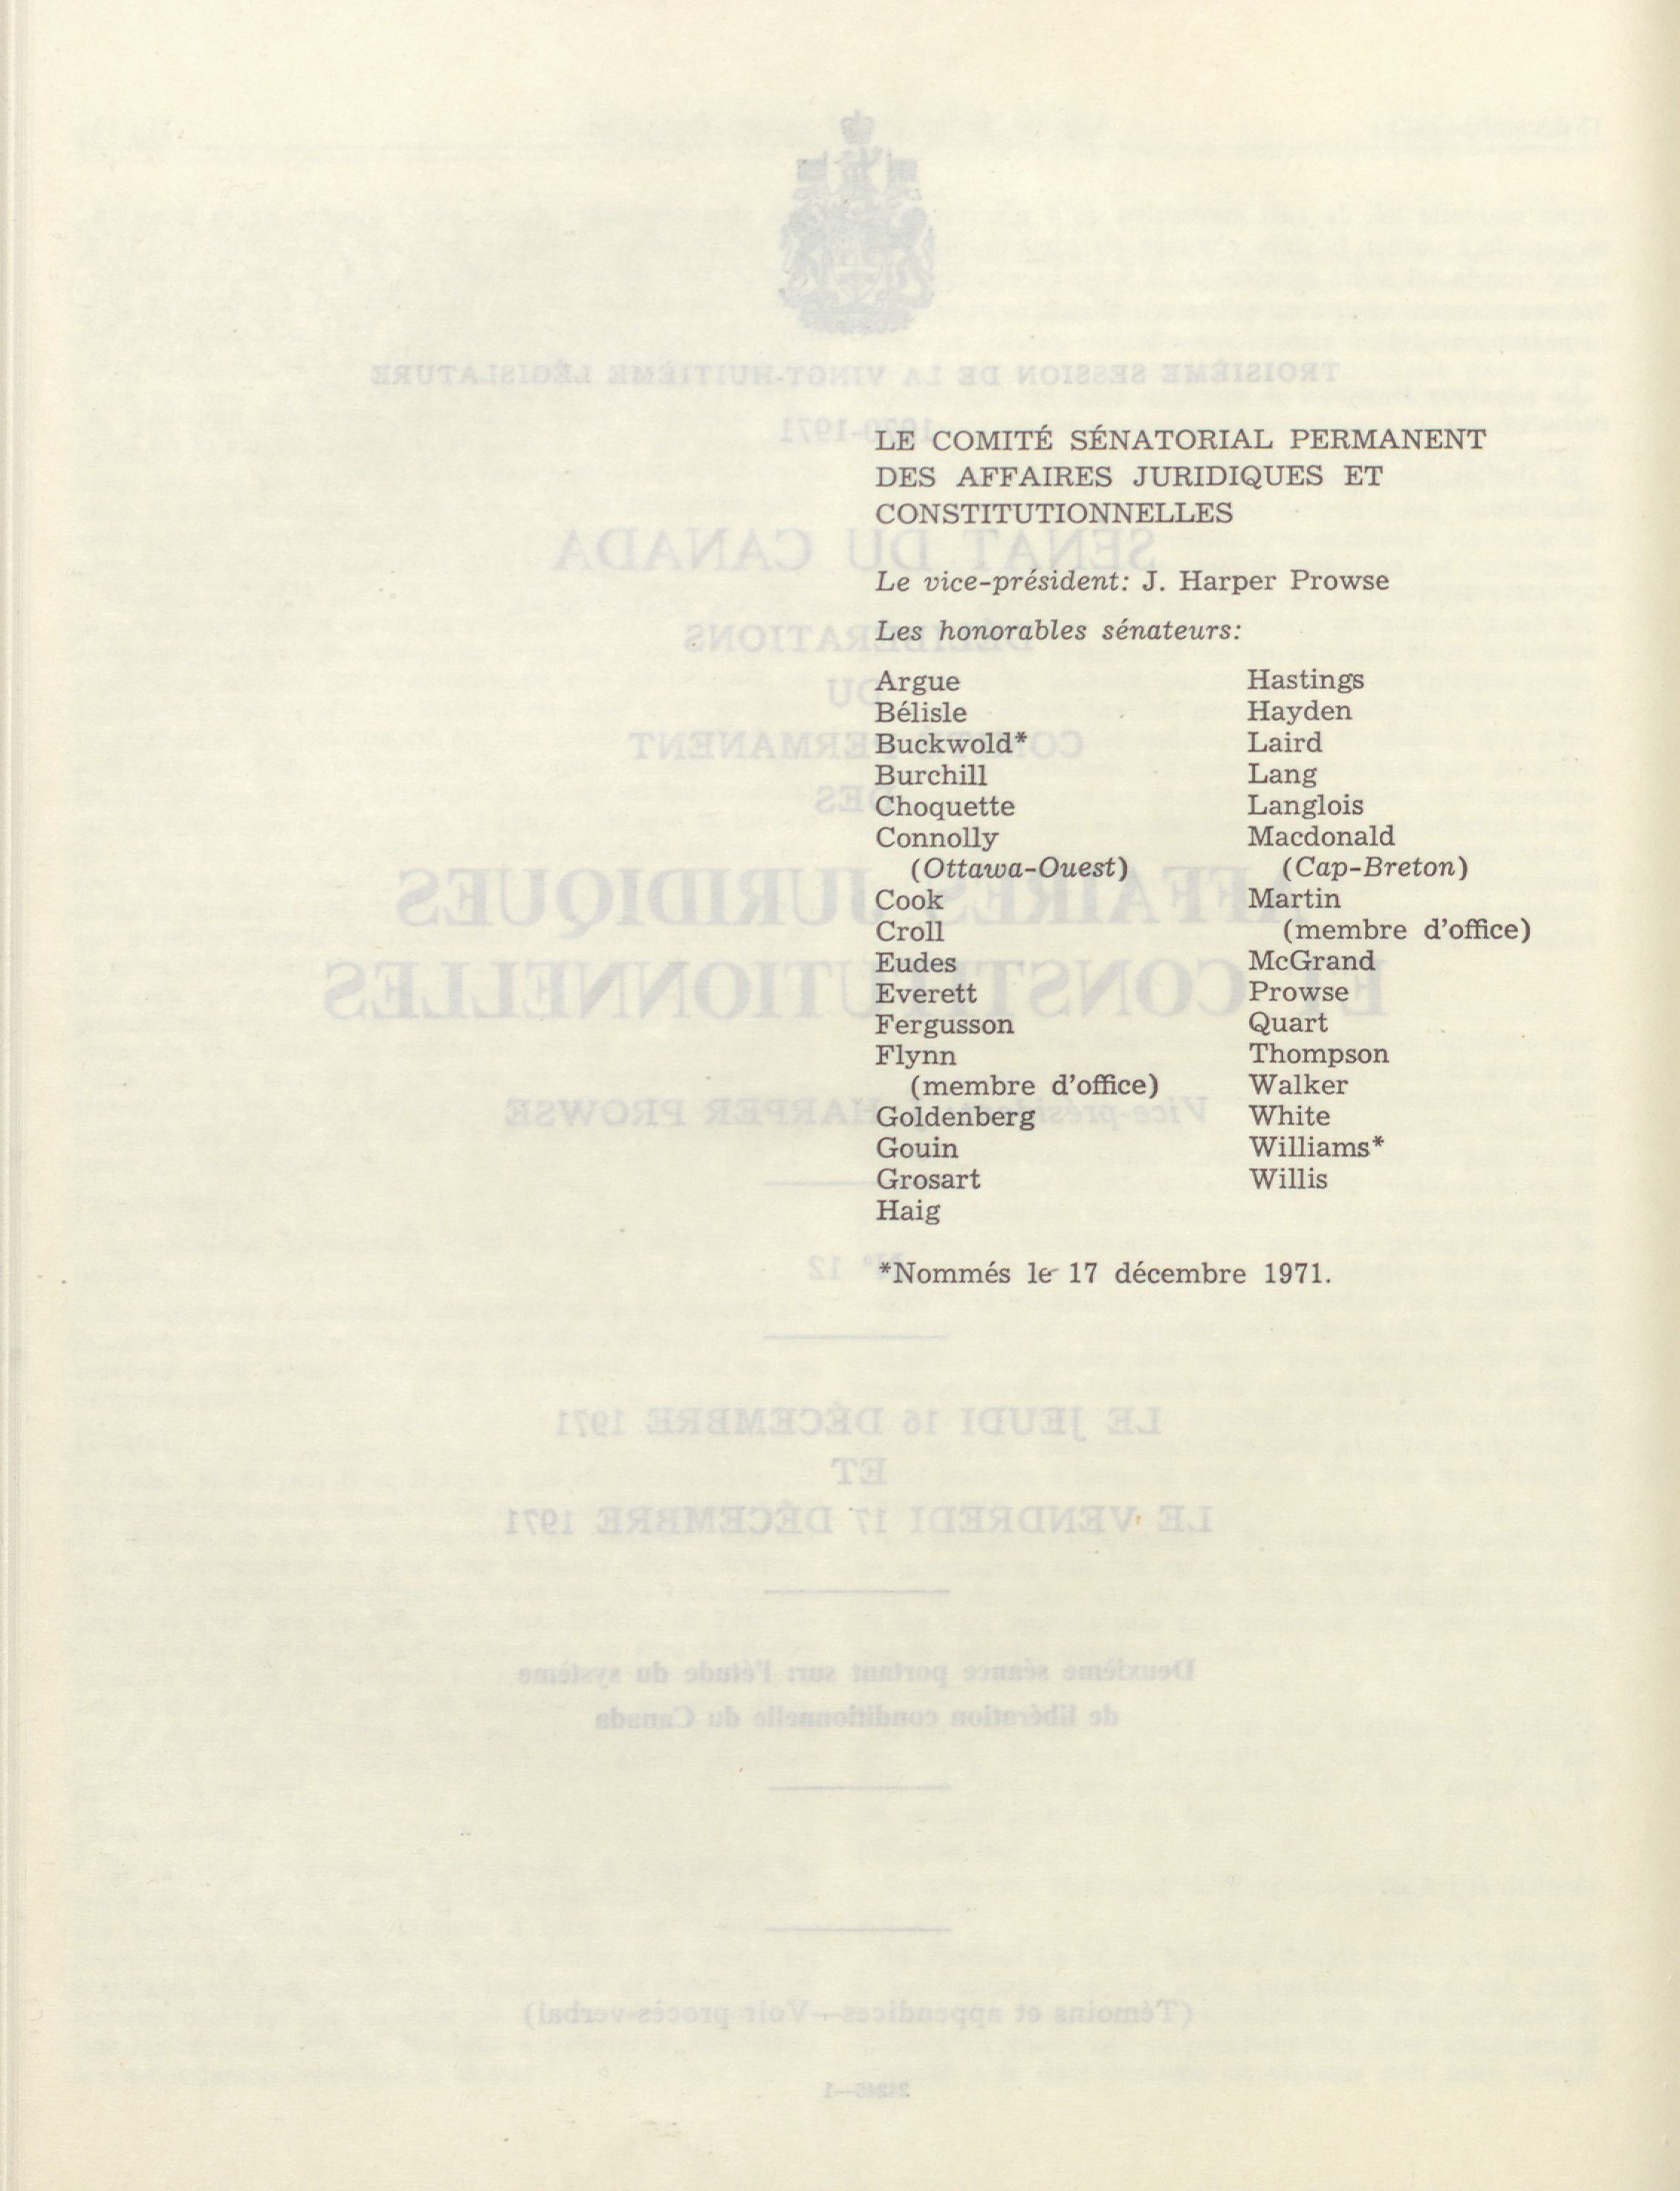 LE COMITÉ SÉNATORIAL PERMANENT
DES AFFAIRES JURIDIQUES ET
CONSTITUTIONNELLES
Le vice-président: J. Harper Prowse
Les honorables sénateurs:
Argue
Bélisle
Buckwold*
Burchill
Choquette
Connolly
(Ottawa-Ouest)
Cook
Croll
Eudes
Everett
Fergusson
Flynn
(membre d'office)
Goldenberg
Gouin
Grosart
Haig
Hastings
Hayden
Laird
Lang
Langlois
Macdonald
(Cap-Breton)
Martin
(membre d'office)
McGrand
Prowse
Quart
Thompson
Walker
White
Williams*
Willis
*Nommés le 17 décembre 1971.